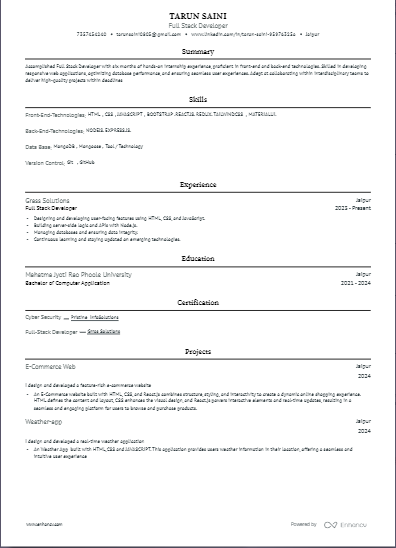 TARUN SAINI
Full Stack Developer
7357454240 • tarunsaini0805@gmail.com • www.linkedin.com/in/tarun-saini-959765256 • Jaipur
Summary
Accomplished Full Stack Developer with six months of hands-on internship experience, proficient in front-end and back-end technologies. Skilled in developing
responsive web applications, optimizing database performance, and ensuring seamless user experiences. Adept at collaborating within interdisciplinary teams to
deliver high-quality projects within deadlines
Skills
Front-End-Technologies, HTML , CSS , JAVASCRIPT , BOOTSTRAP .REACTJS.REDUX.TAILWINDCSS , MATERIALUI.
Back-End-Technologies, NODEJS.EXPRESSJS.
Data Base, MongoDB , Mongoose , Tool / Technology
Version Control, Git , GitHub
Experience
Grass Solutions Jaipur
Full Stack Developer 2023 - Present
• Designing and developing user-facing features using HTML, CSS, and JavaScript.
• Building server-side logic and APIs with Node.js.
• Managing databases and ensuring data integrity.
• Continuous learning and staying updated on emerging technologies.
Education
Mahatma Jyoti Rao Phoole University Jaipur
Bachelor of Computer Application 2021 - 2024
Certification
Cyber Security — Pristine InfoSolutions
Full-Stack Developer — Grras Solutions
Projects
E-Commerce Web Jaipur
2024
I design and developed a feature-rich e-commerce website
• An E-Commerce website built with HTML, CSS, and React.js combines structure, styling, and interactivity to create a dynamic online shopping experience.
HTML defines the content and layout, CSS enhances the visual design, and React.js powers interactive elements and real-time updates, resulting in a
seamless and engaging platform for users to browse and purchase products.
Weather-app Jaipur
2024
I design and developed a real-time weather application
• An Weather App built with HTML, CSS and JAVASCRIPT. This application provides users weather information in their location, offering a seamless and
intuitive user experience
www.enhancv.com Powered by Enhancv